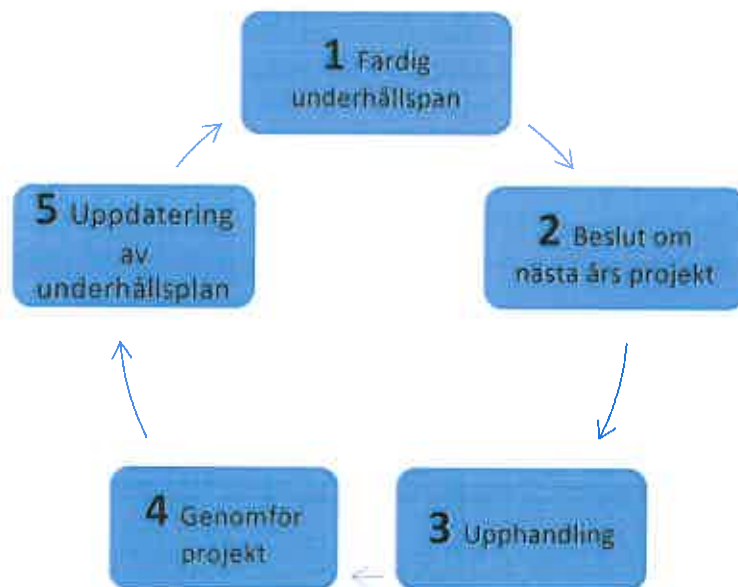 1 Färdig
underhållspan
2 Beslut om
nästa års projekt
3 Upphandling
4 Genomför
projekt
5 Uppdatering
av
underhållsplan